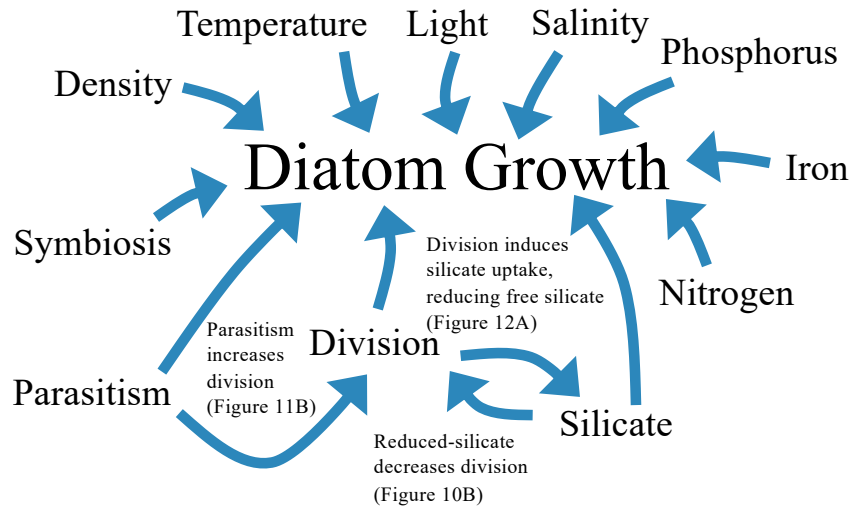 Temperature
Light
Salinity
Phosphorus
Density
Diatom Growth
Iron
Symbiosis
Division induces
silicate uptake,
reducing free silicate
(Figure 12A)
Nitrogen
Parasitism
increases
division
(Figure 11B)
Division
Parasitism
Silicate
Reduced-silicate
decreases division
(Figure 10B)